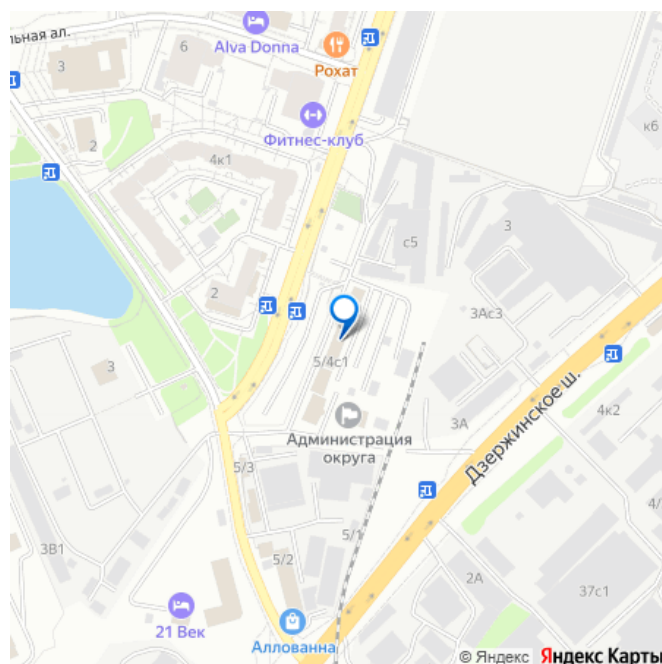 льная ал.
6
Alva Donna
Рохат
3
Фитнес-клуб
к6
2
4к1
3
с5
2
3Ас3
3
5/4с1
Дзержинское ш.
4к2
3А
Администрация
округа
5/3
4/
5/1
3В1
5/2
2А
37с1
21 Век
Аллованна
© Яндекс Яндекс Карты